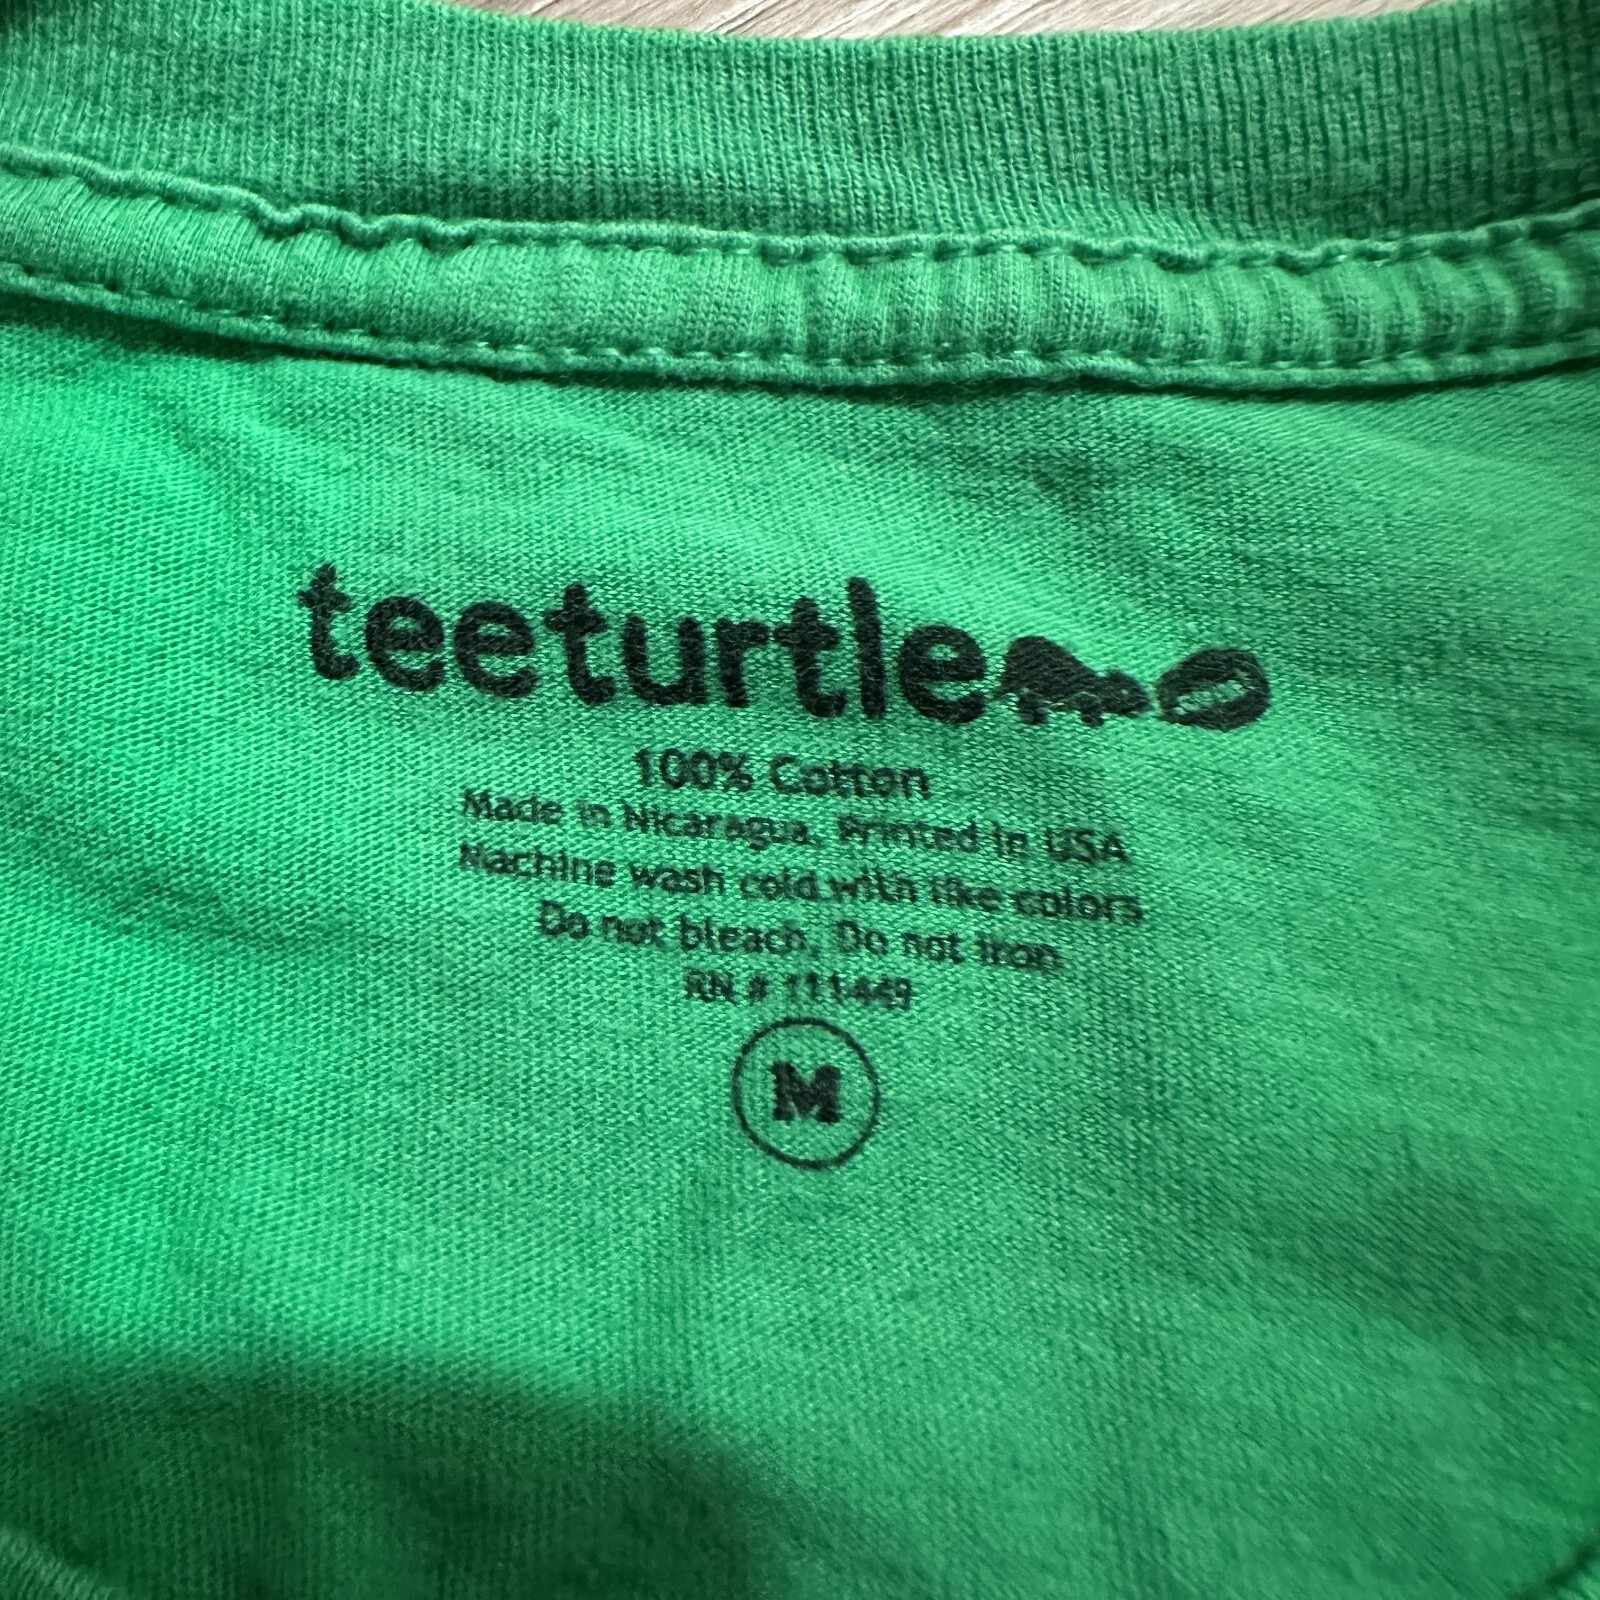 teeturtle
100% Cotton
Made in Nicaragua, Printed in USA
Machine wash cold with like colors
Do not bleach, Do not iron
RN # 111449
M